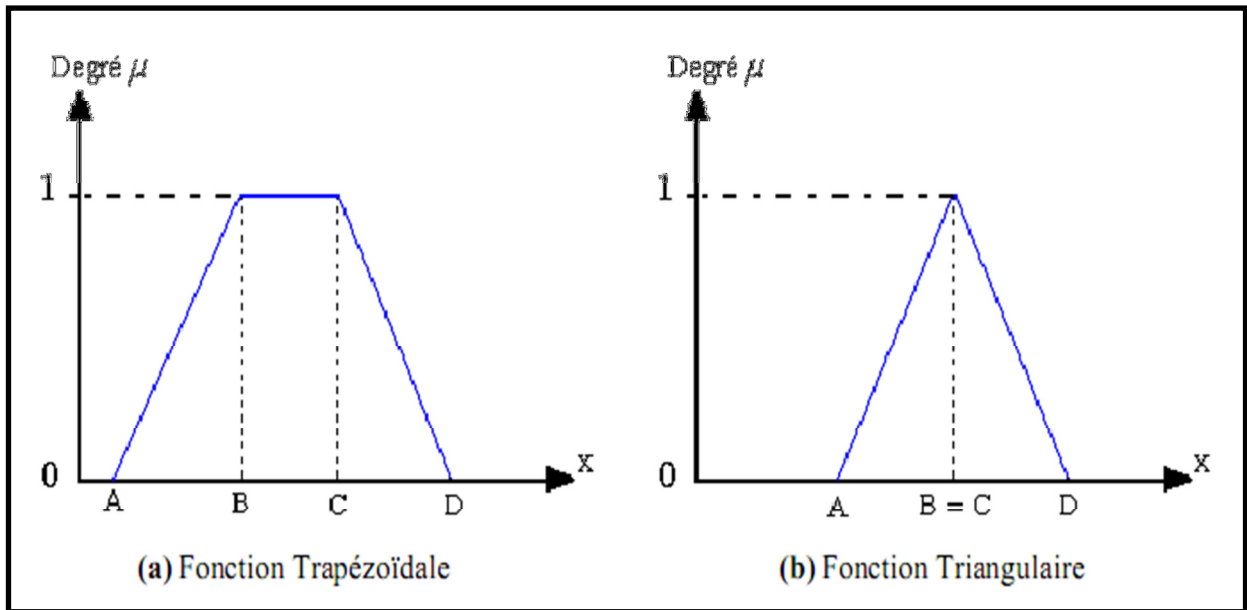 Degré μ
1
0
A
B
C
D
X
(a) Fonction Trapézoïdale
Degré μ
1
0
A
B = C
D
X
(b) Fonction Triangulaire